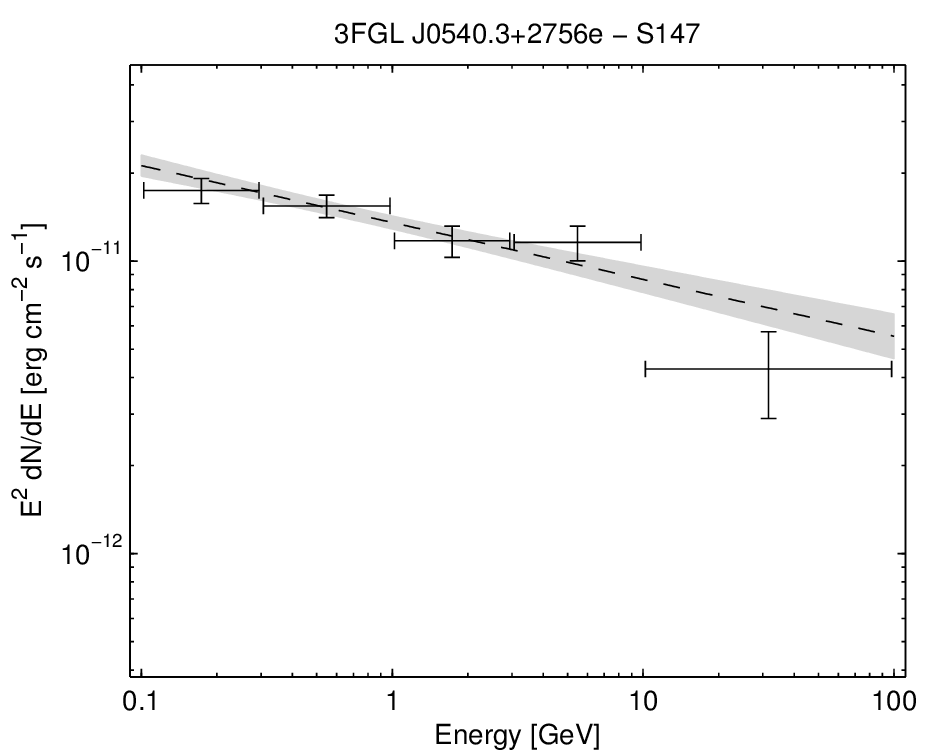 3FGL J0540.3+2756e − S147
E² dN/dE [erg cm⁻² s⁻¹]
10⁻¹¹
10⁻¹²
0.1 1 10 100
Energy [GeV]